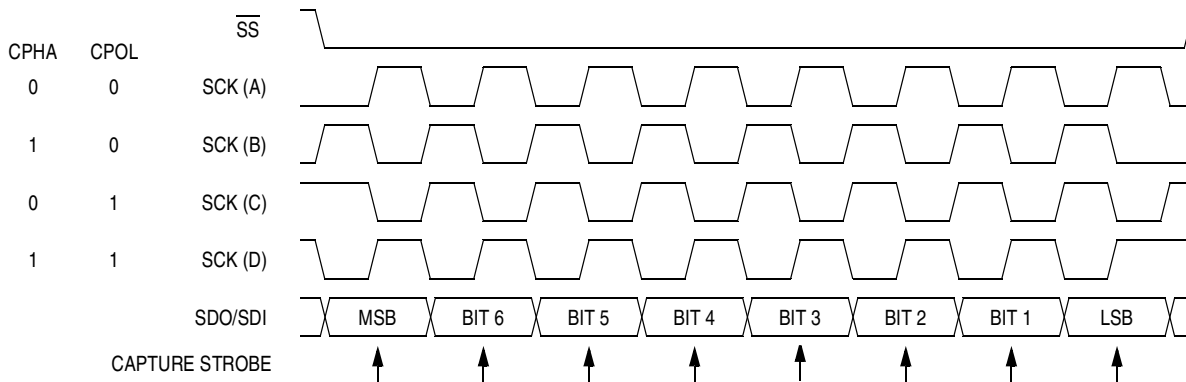 SS
CPHA CPOL
0 0 SCK (A)
1 0 SCK (B)
0 1 SCK (C)
1 1 SCK (D)
SDO/SDI MSB BIT 6 BIT 5 BIT 4 BIT 3 BIT 2 BIT 1 LSB
CAPTURE STROBE